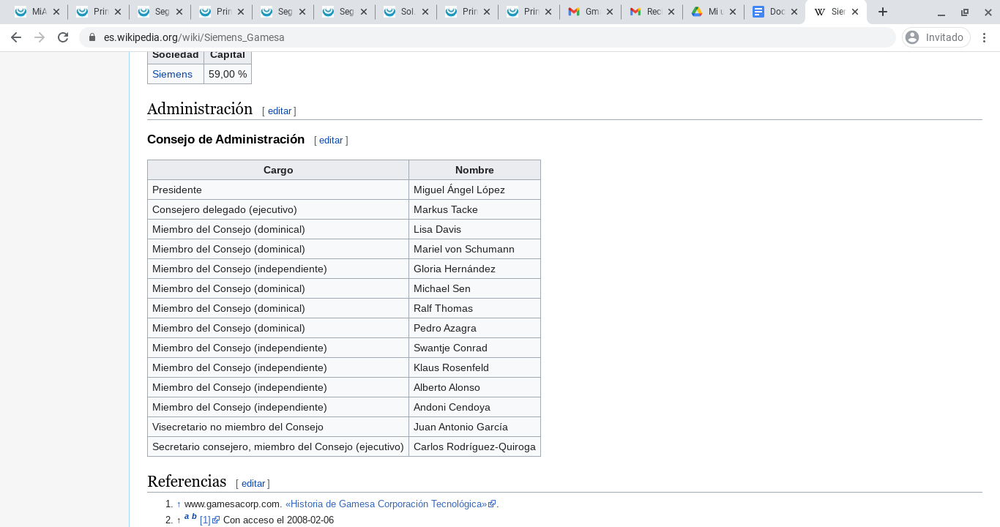 MiA Prin Seg Prin Seg Seg Sol. Prin Prin Gm Rec Mi u Doc Sier
es.wikipedia.org/wiki/Siemens_Gamesa Invitado
Sociedad Capital
Siemens 59,00 %
Administración [ editar ]
Consejo de Administración [ editar ]
Cargo Nombre
Presidente Miguel Ángel López
Consejero delegado (ejecutivo) Markus Tacke
Miembro del Consejo (dominical) Lisa Davis
Miembro del Consejo (dominical) Mariel von Schumann
Miembro del Consejo (independiente) Gloria Hernández
Miembro del Consejo (dominical) Michael Sen
Miembro del Consejo (dominical) Ralf Thomas
Miembro del Consejo (dominical) Pedro Azagra
Miembro del Consejo (independiente) Swantje Conrad
Miembro del Consejo (independiente) Klaus Rosenfeld
Miembro del Consejo (independiente) Alberto Alonso
Miembro del Consejo (independiente) Andoni Cendoya
Visecretario no miembro del Consejo Juan Antonio García
Secretario consejero, miembro del Consejo (ejecutivo) Carlos Rodríguez-Quiroga
Referencias [ editar ]
1. ↑ www.gamesacorp.com. «Historia de Gamesa Corporación Tecnológica».
2. ↑ a b [1] Con acceso el 2008-02-06